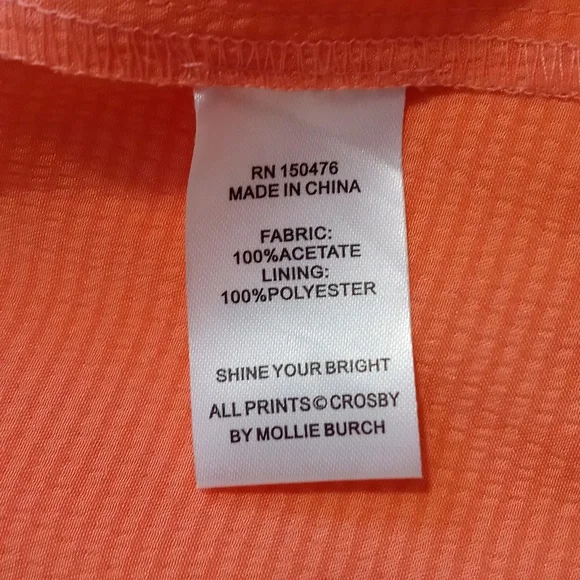 RN 150476
MADE IN CHINA
FABRIC:
100%ACETATE
LINING:
100%POLYESTER
SHINE YOUR BRIGHT
ALL PRINTS©CROSBY
BY MOLLIE BURCH